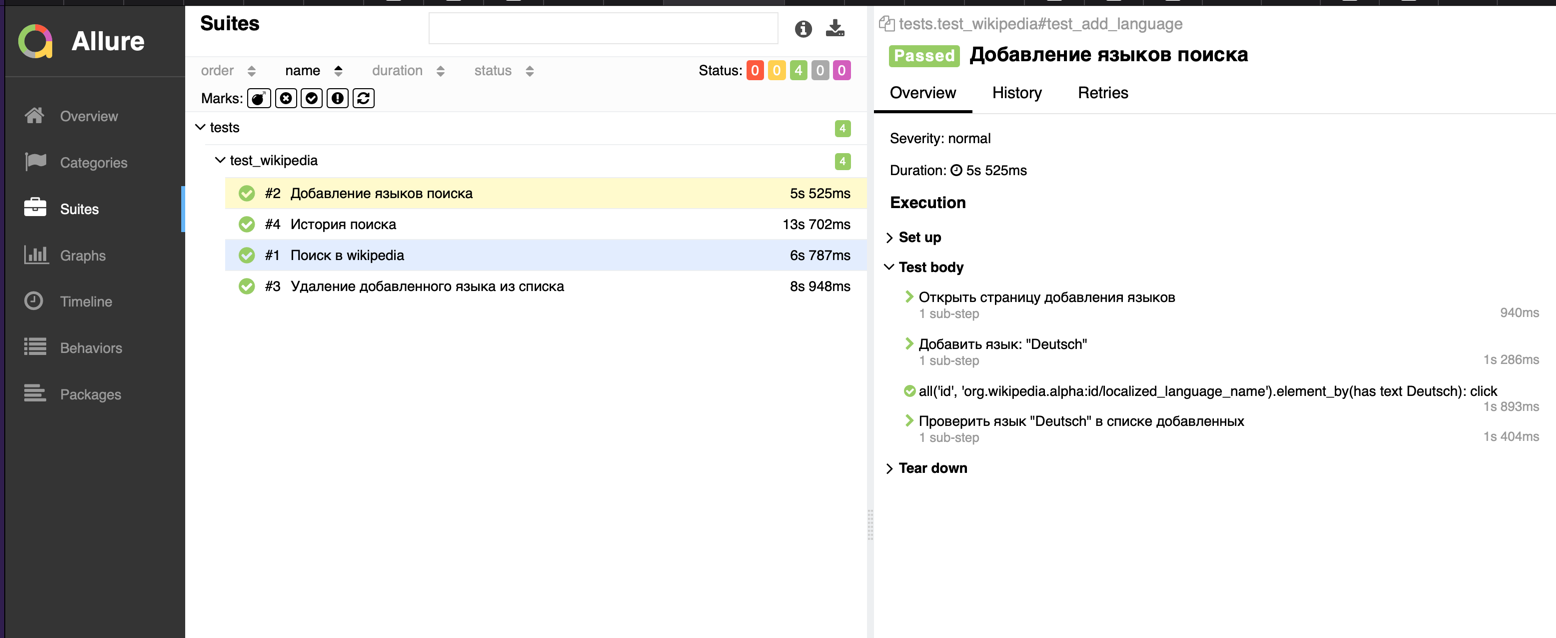 Allure
Overview
Categories
Suites
Graphs
Timeline
Behaviors
Packages
Suites
order name duration status Status: 0 0 4 0 0
Marks:
tests 4
test_wikipedia 4
#2 Добавление языков поиска 5s 525ms
#4 История поиска 13s 702ms
#1 Поиск в wikipedia 6s 787ms
#3 Удаление добавленного языка из списка 8s 948ms
tests.test_wikipedia#test_add_language
Passed Добавление языков поиска
Overview History Retries
Severity: normal
Duration: 5s 525ms
Execution
Set up
Test body
Открыть страницу добавления языков
1 sub-step 940ms
Добавить язык: "Deutsch"
1 sub-step 1s 286ms
all('id', 'org.wikipedia.alpha:id/localized_language_name').element_by(has text Deutsch): click
1s 893ms
Проверить язык "Deutsch" в списке добавленных
1 sub-step 1s 404ms
Tear down